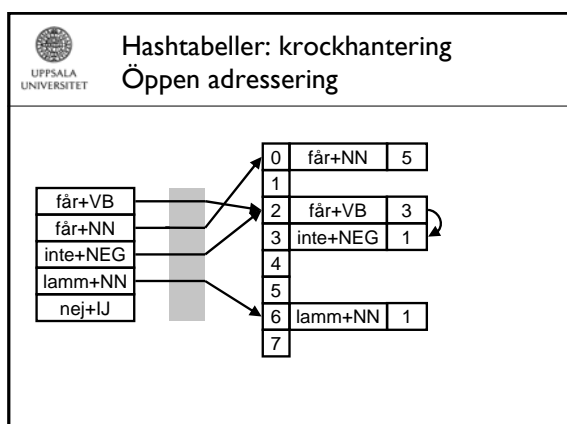 UPPSALA
UNIVERSITET
Hashtabeller: krockhantering
Öppen adressering
får+VB
får+NN
inte+NEG
lamm+NN
nej+IJ
0 får+NN 5
1
2 får+VB 3
3 inte+NEG 1
4
5
6 lamm+NN 1
7